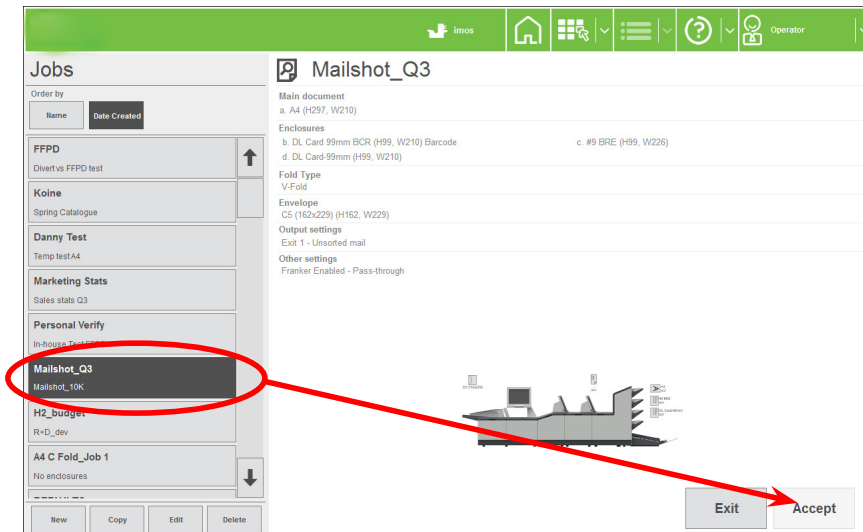 imos
Operator
Jobs
Order by
Name
Date Created
FFPD
Divert vs FFPD test
Koine
Spring Catalogue
Danny Test
Temp test A4
Marketing Stats
Sales stats Q3
Personal Verify
In-house Test
Mailshot_Q3
Mailshot_10K
H2_budget
R+D_dev
A4 C Fold_Job 1
No enclosures
New
Copy
Edit
Delete
Mailshot_Q3
Main document
a. A4 (H297, W210)
Enclosures
b. DL Card 99mm BCR (H99, W210) Barcode
c. #9 BRE (H99, W226)
d. DL Card-99mm (H99, W210)
Fold Type
V-Fold
Envelope
C5 (162x229) (H162, W229)
Output settings
Exit 1 - Unsorted mail
Other settings
Franker Enabled - Pass-through
Exit
Accept